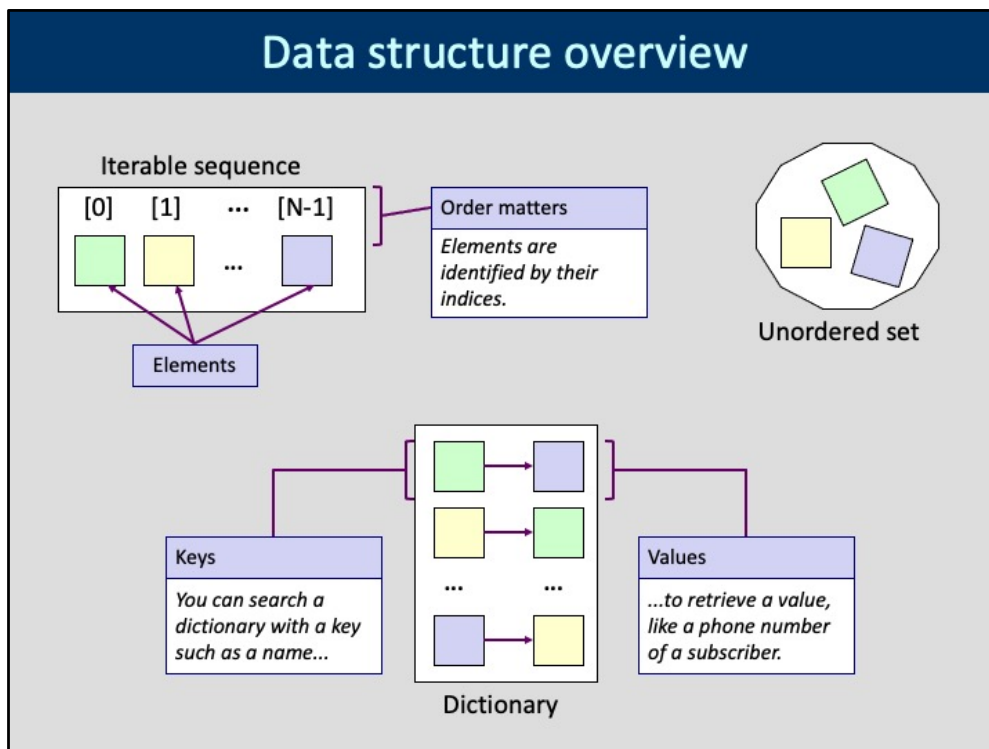 Data structure overview
Iterable sequence
[0] [1] ... [N-1]
...
Elements
Order matters
Elements are
identified by their
indices.
Unordered set
Keys
You can search a
dictionary with a key
such as a name...
... ...
Values
...to retrieve a value,
like a phone number
of a subscriber.
Dictionary